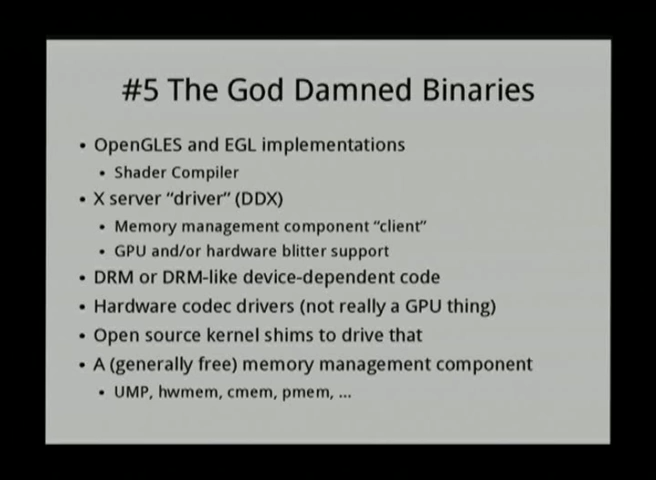 #5 The God Damned Binaries
• OpenGLES and EGL implementations
• Shader Compiler
• X server “driver” (DDX)
• Memory management component “client”
• GPU and/or hardware blitter support
• DRM or DRM-like device-dependent code
• Hardware codec drivers (not really a GPU thing)
• Open source kernel shims to drive that
• A (generally free) memory management component
• UMP, hwmem, cmem, pmem, ...